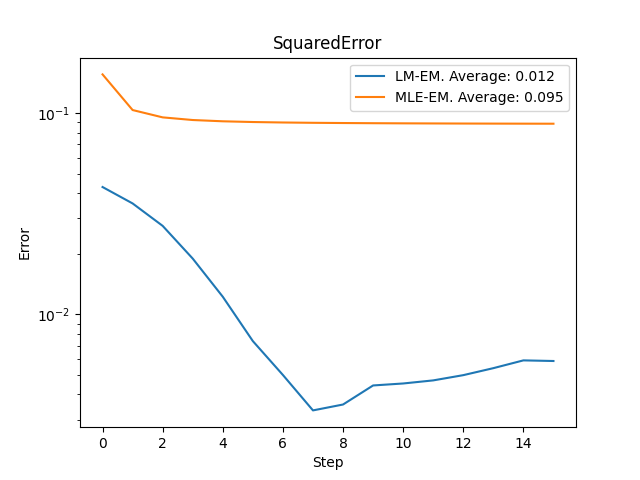 SquaredError
LM-EM. Average: 0.012
MLE-EM. Average: 0.095
Error
10⁻¹
10⁻²
0 2 4 6 8 10 12 14
Step